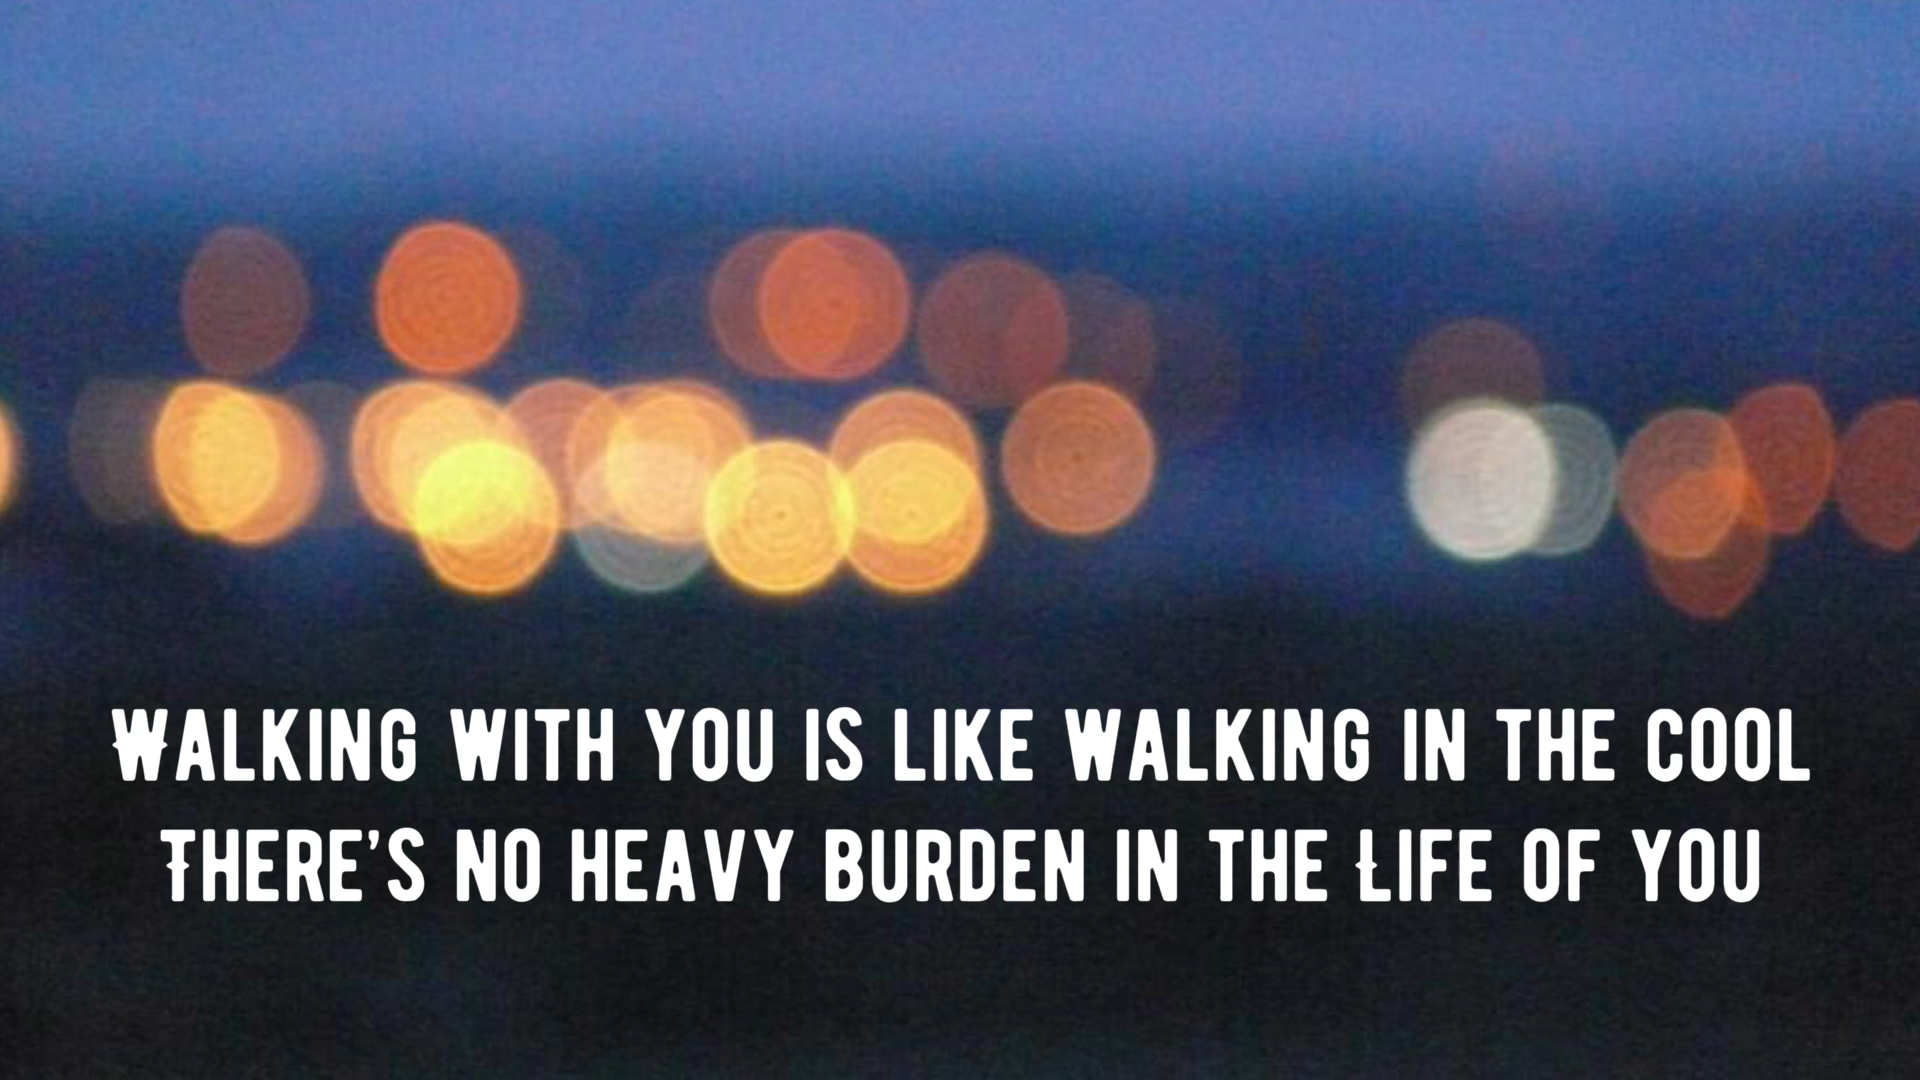 Walking with you is like walking in the cool
There's no heavy burden in the Life of you